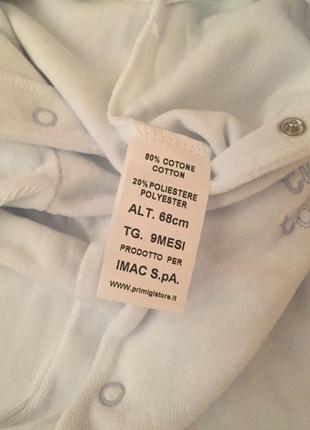 80% COTONE
COTTON
20% POLIESTERE
POLYESTER
ALT. 68cm
TG. 9MESI
PRODOTTO PER
IMAC S.pA.
www.primigistore.it